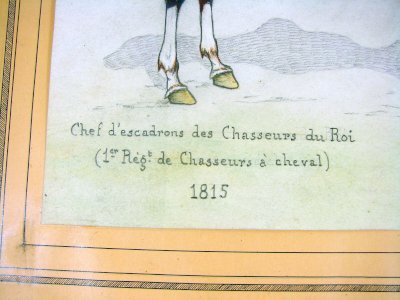 Chef d'escadrons des Chasseurs du Roi
(1er Régt de Chasseurs à cheval)
1815